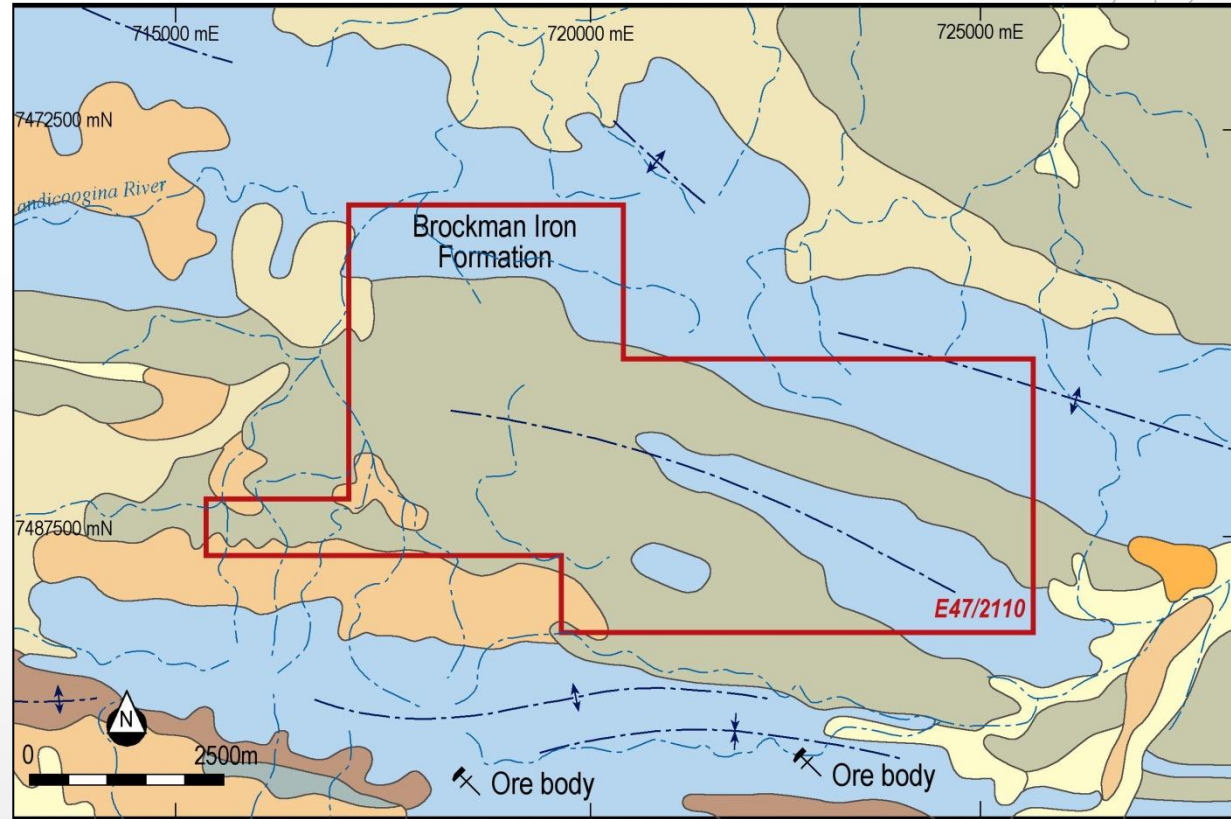 715000 mE
720000 mE
725000 mE
7472500 mN
andicoogina River
Brockman Iron
Formation
7487500 mN
E47/2110
N
0
2500m
Ore body
Ore body